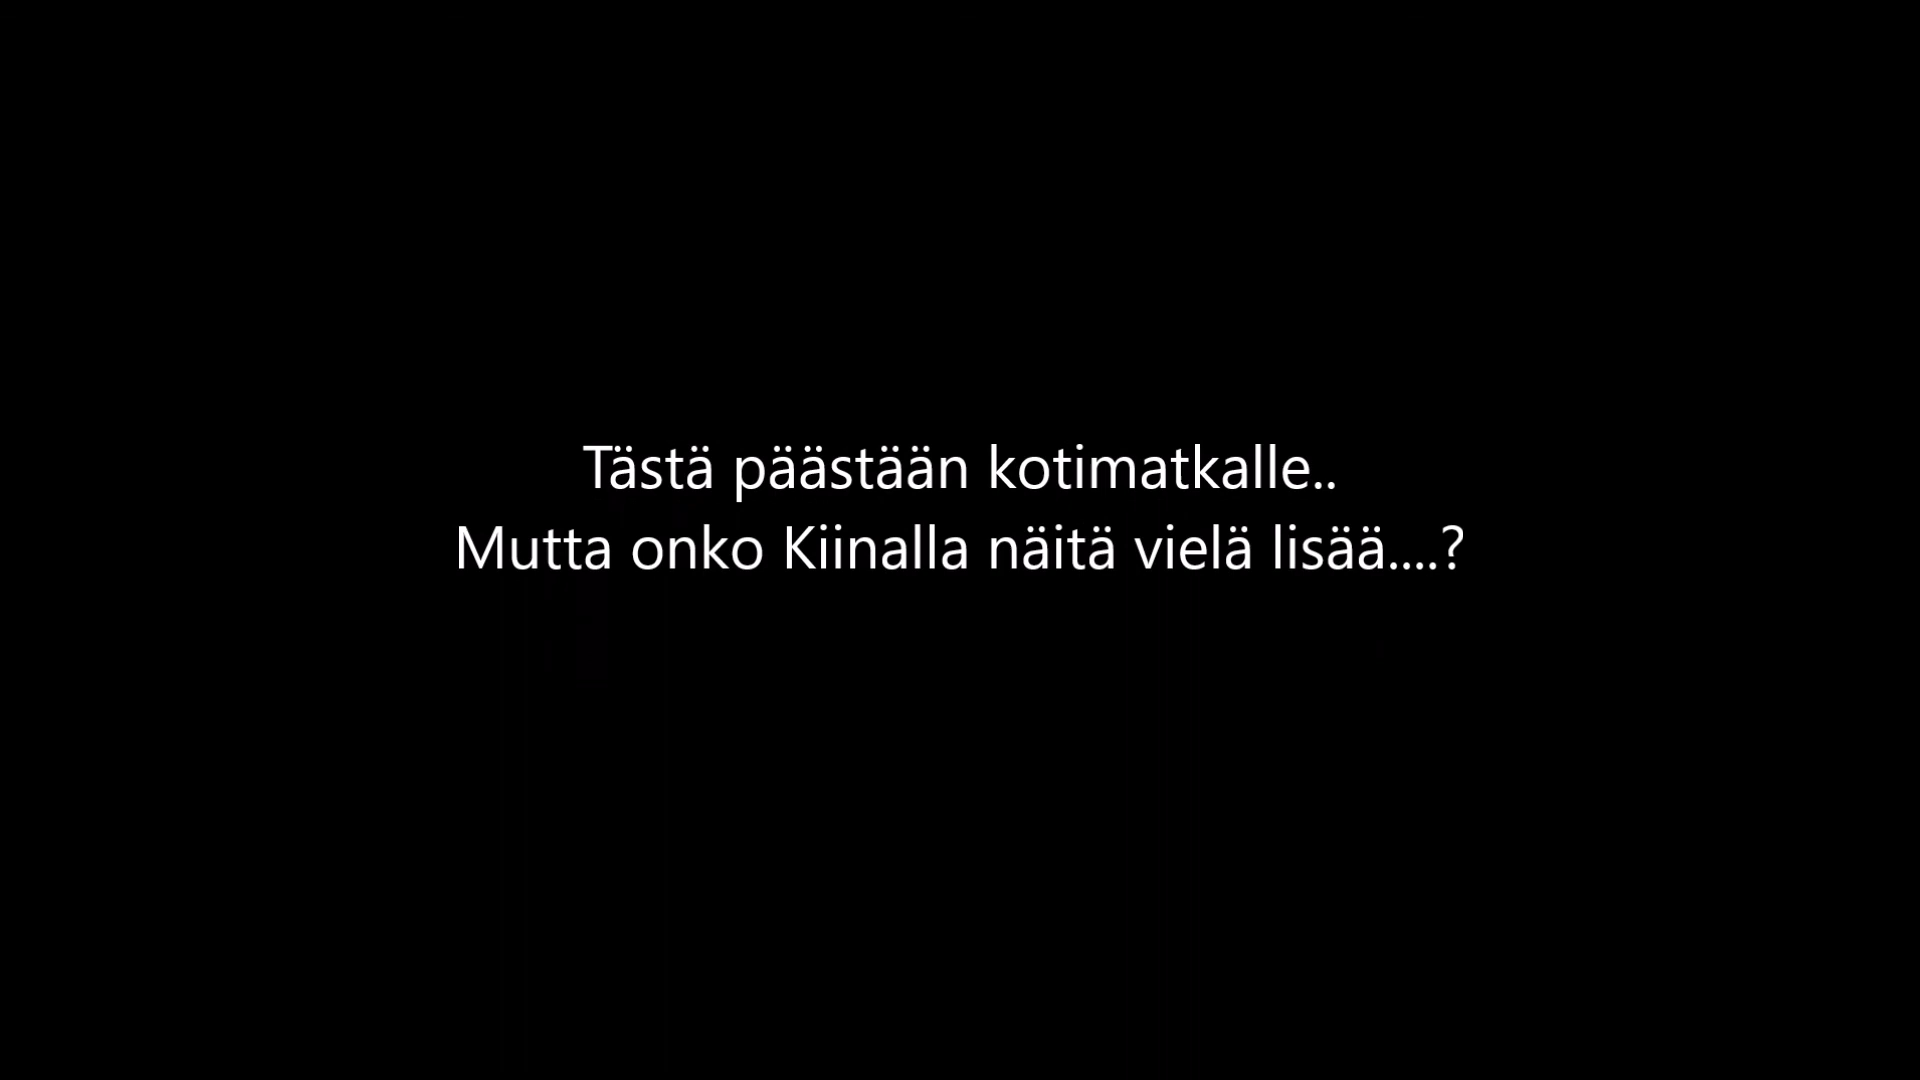 Tästä päästään kotimatkalle..
Mutta onko Kiinalla näitä vielä lisää....?